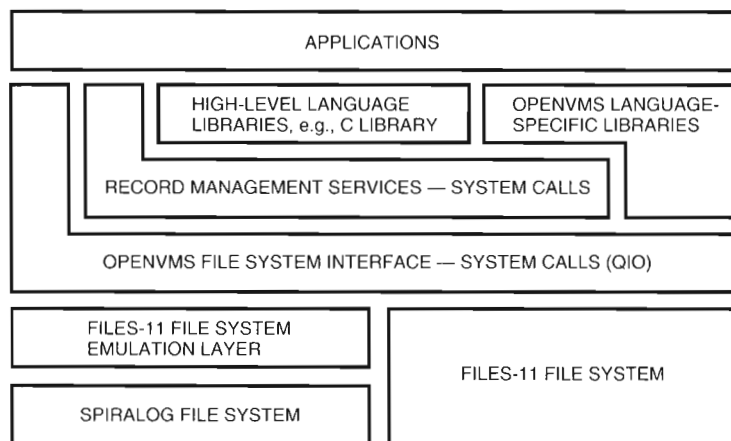 APPLICATIONS
HIGH-LEVEL LANGUAGE
LIBRARIES, e.g., C LIBRARY
OPENVMS LANGUAGE-
SPECIFIC LIBRARIES
RECORD MANAGEMENT SERVICES — SYSTEM CALLS
OPENVMS FILE SYSTEM INTERFACE — SYSTEM CALLS (QIO)
FILES-11 FILE SYSTEM
EMULATION LAYER
FILES-11 FILE SYSTEM
SPIRALOG FILE SYSTEM